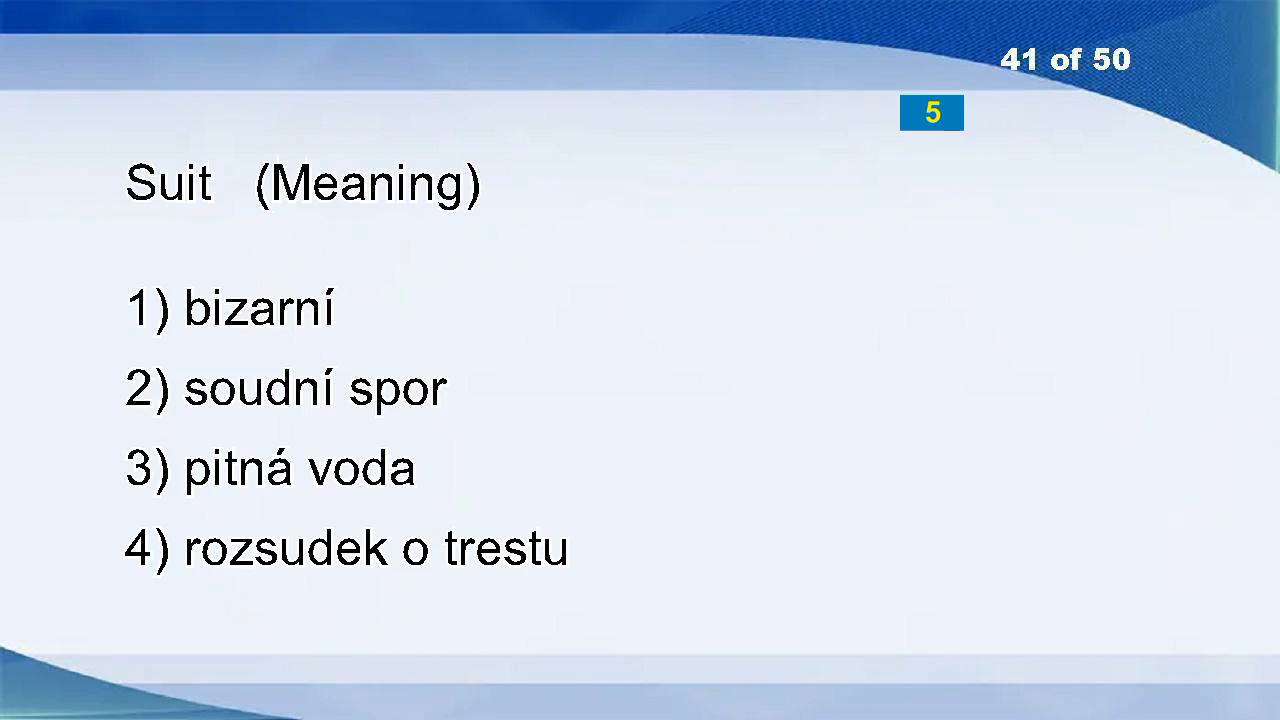 41 of 50
5
Suit (Meaning)
1) bizarní
2) soudní spor
3) pitná voda
4) rozsudek o trestu